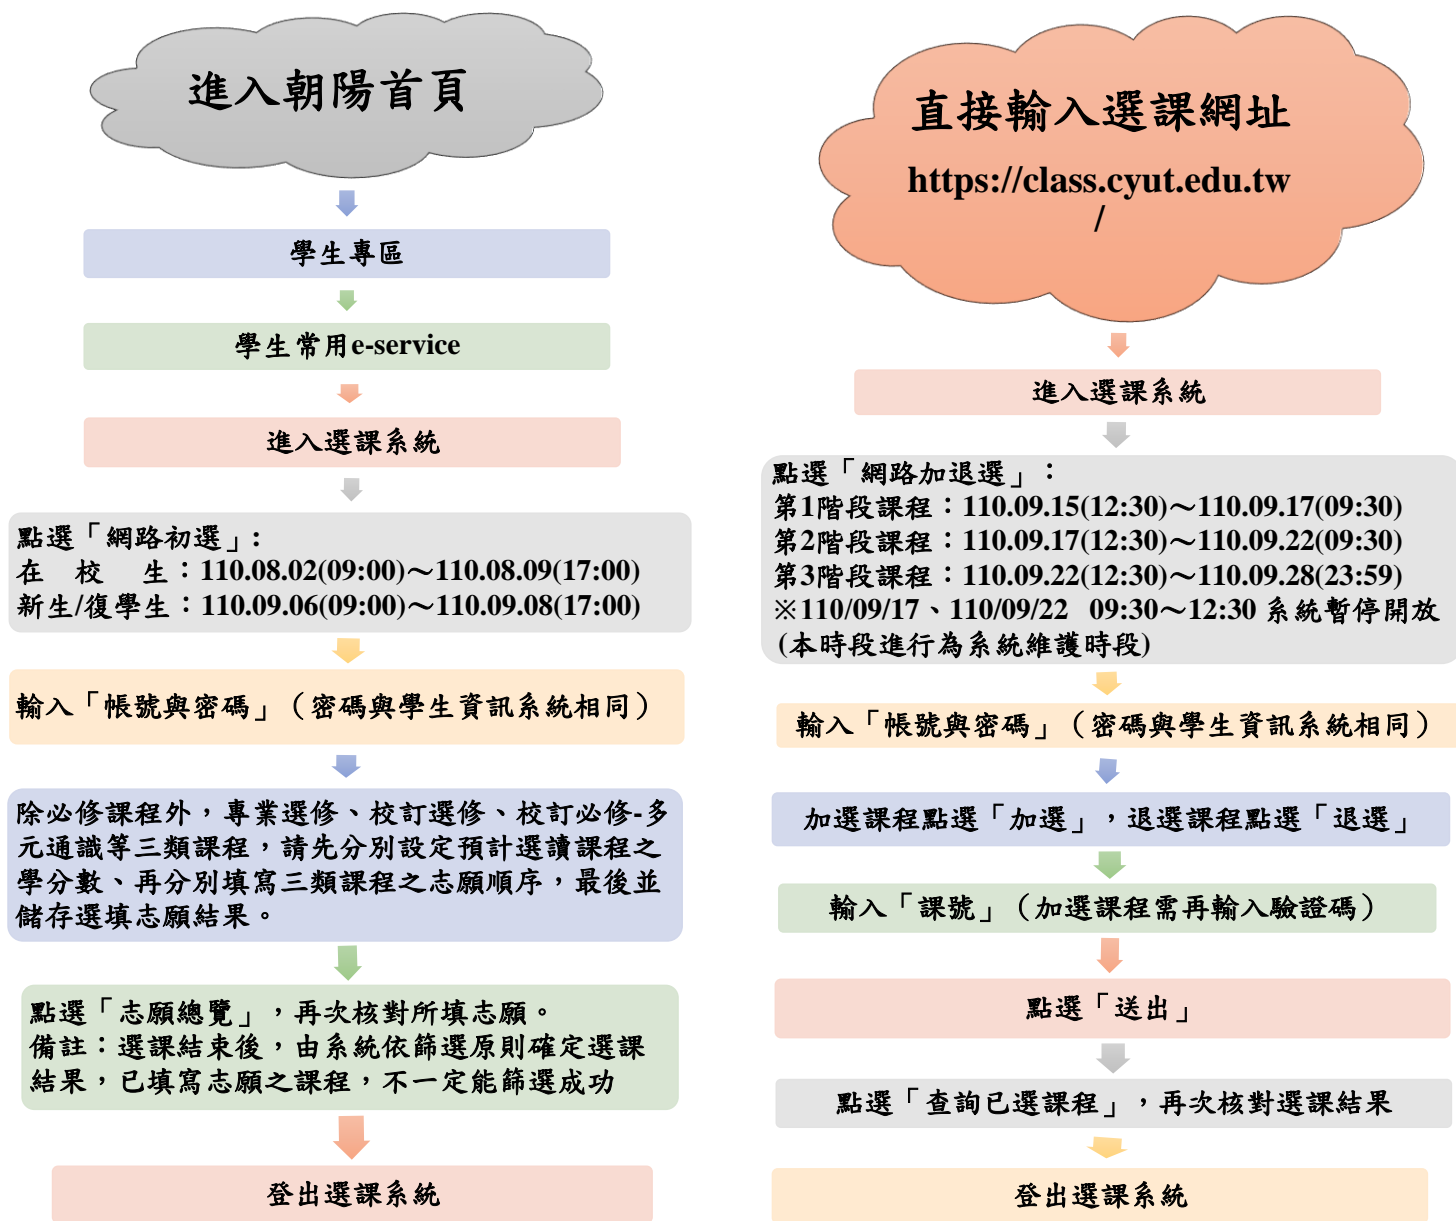 進入朝陽首頁
學生專區
學生常用e-service
進入選課系統
點選「網路初選」:
在 校 生：110.08.02(09:00)～110.08.09(17:00)
新生/復學生：110.09.06(09:00)～110.09.08(17:00)
輸入「帳號與密碼」（密碼與學生資訊系統相同）
除必修課程外，專業選修、校訂選修、校訂必修-多
元通識等三類課程，請先分別設定預計選讀課程之
學分數、再分別填寫三類課程之志願順序，最後並
儲存選填志願結果。
點選「志願總覽」，再次核對所填志願。
備註：選課結束後，由系統依篩選原則確定選課
結果，已填寫志願之課程，不一定能篩選成功
登出選課系統
直接輸入選課網址
https://class.cyut.edu.tw
/
進入選課系統
點選「網路加退選」：
第1階段課程：110.09.15(12:30)～110.09.17(09:30)
第2階段課程：110.09.17(12:30)～110.09.22(09:30)
第3階段課程：110.09.22(12:30)～110.09.28(23:59)
※110/09/17、110/09/22 09:30～12:30 系統暫停開放
(本時段進行為系統維護時段)
輸入「帳號與密碼」（密碼與學生資訊系統相同）
加選課程點選「加選」，退選課程點選「退選」
輸入「課號」（加選課程需再輸入驗證碼）
點選「送出」
點選「查詢已選課程」，再次核對選課結果
登出選課系統